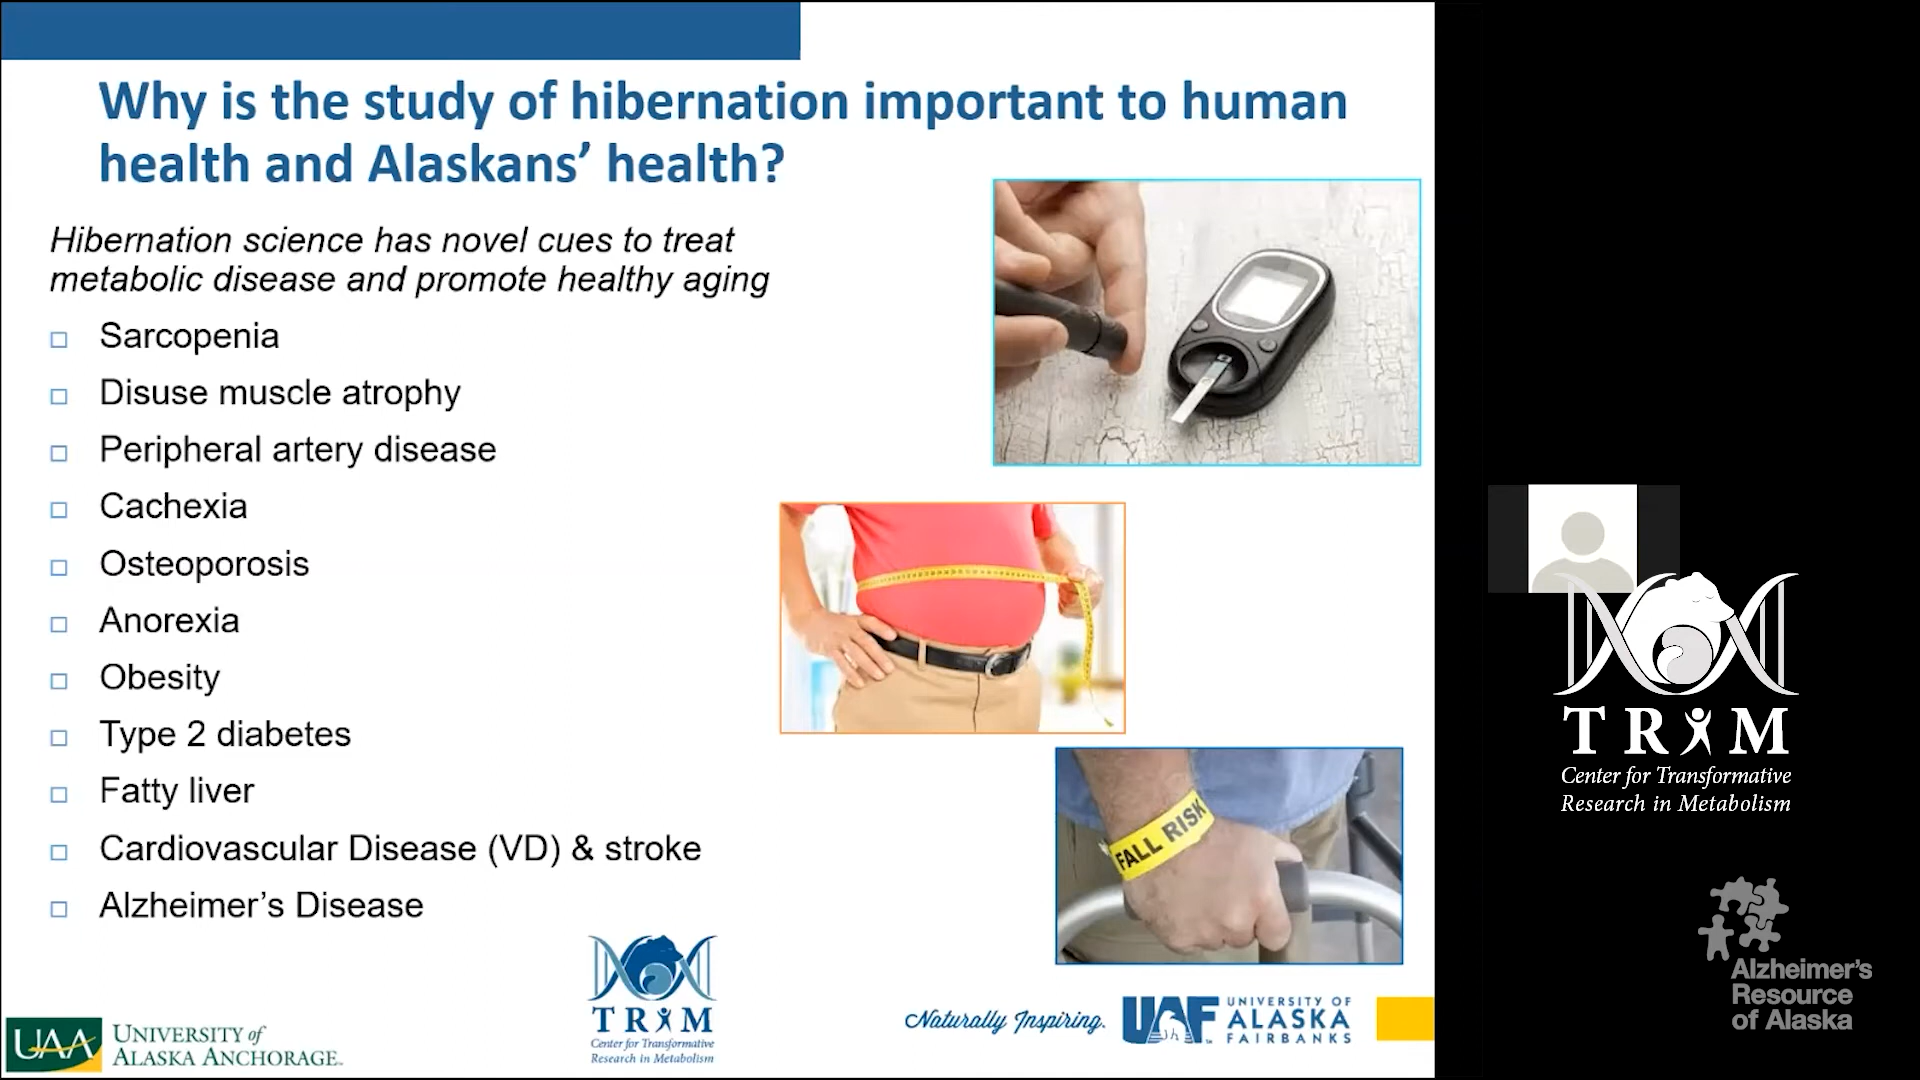 Why is the study of hibernation important to human
health and Alaskans’ health?
Hibernation science has novel cues to treat
metabolic disease and promote healthy aging
Sarcopenia
Disuse muscle atrophy
Peripheral artery disease
Cachexia
Osteoporosis
Anorexia
Obesity
Type 2 diabetes
Fatty liver
Cardiovascular Disease (VD) & stroke
Alzheimer’s Disease
FALL RISK
UAA
UNIVERSITY of
ALASKA ANCHORAGE
TRiM
Center for Transformative
Research in Metabolism
Naturally Inspiring.
UAF
UNIVERSITY OF
ALASKA
FAIRBANKS
TRiM
Center for Transformative
Research in Metabolism
Alzheimer’s
Resource
of Alaska